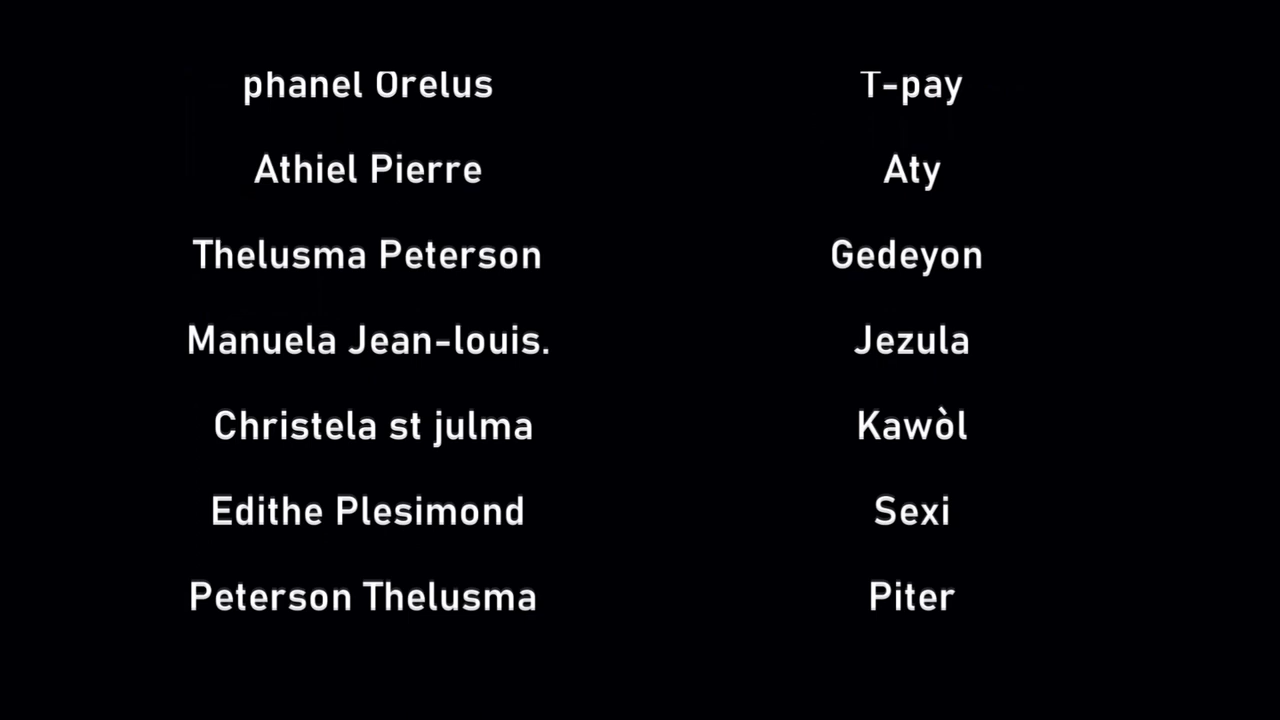 phanel Orelus T-pay
Athiel Pierre Aty
Thelusma Peterson Gedeyon
Manuela Jean-louis. Jezula
Christela st julma Kawòl
Edithe Plesimond Sexi
Peterson Thelusma Piter